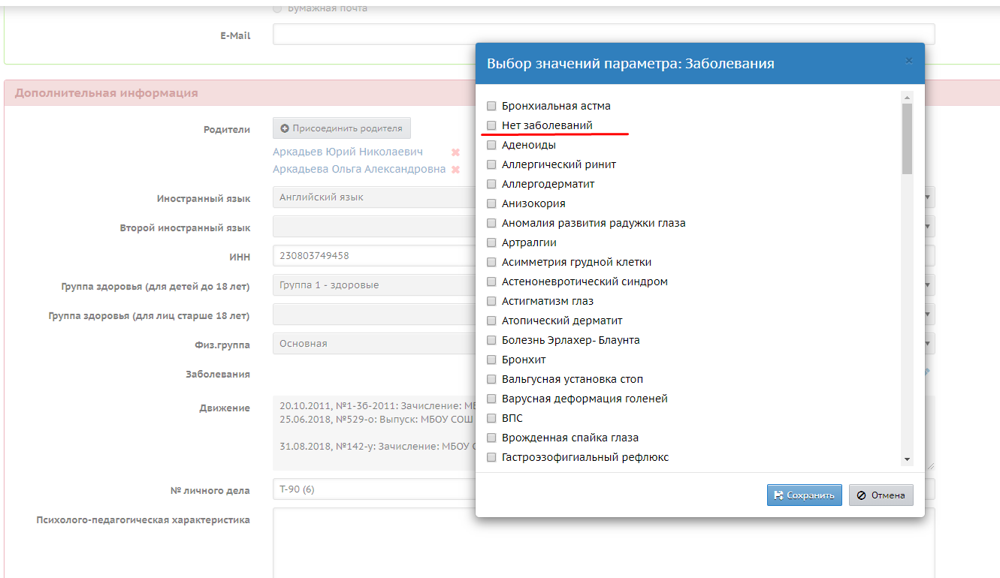 Бумажная почта
E-Mail
Выбор значений параметра: Заболевания
×
Бронхиальная астма
Нет заболеваний
Аденоиды
Аллергический ринит
Аллергодерматит
Анизокория
Аномалия развития радужки глаза
Артралгии
Асимметрия грудной клетки
Астеноневротический синдром
Астигматизм глаз
Атопический дерматит
Болезнь Эрлахер- Блаунта
Бронхит
Вальгусная установка стоп
Варусная деформация голеней
ВПС
Врожденная спайка глаза
Гастроэзофигиальный рефлюкс
Сохранить
Отмена
Дополнительная информация
Родители
Присоединить родителя
Аркадьев Юрий Николаевич
Аркадьева Ольга Александровна
Иностранный язык
Английский язык
Второй иностранный язык
ИНН
230803749458
Группа здоровья (для детей до 18 лет)
Группа 1 - здоровые
Группа здоровья (для лиц старше 18 лет)
Физ.группа
Основная
Заболевания
Движение
20.10.2011, №1-3б-2011: Зачисление:
25.06.2018, №529-о: Выпуск: МБОУ СОШ
31.08.2018, №142-у: Зачисление: МБОУ
№ личного дела
Т-90 (6)
Психолого-педагогическая характеристика